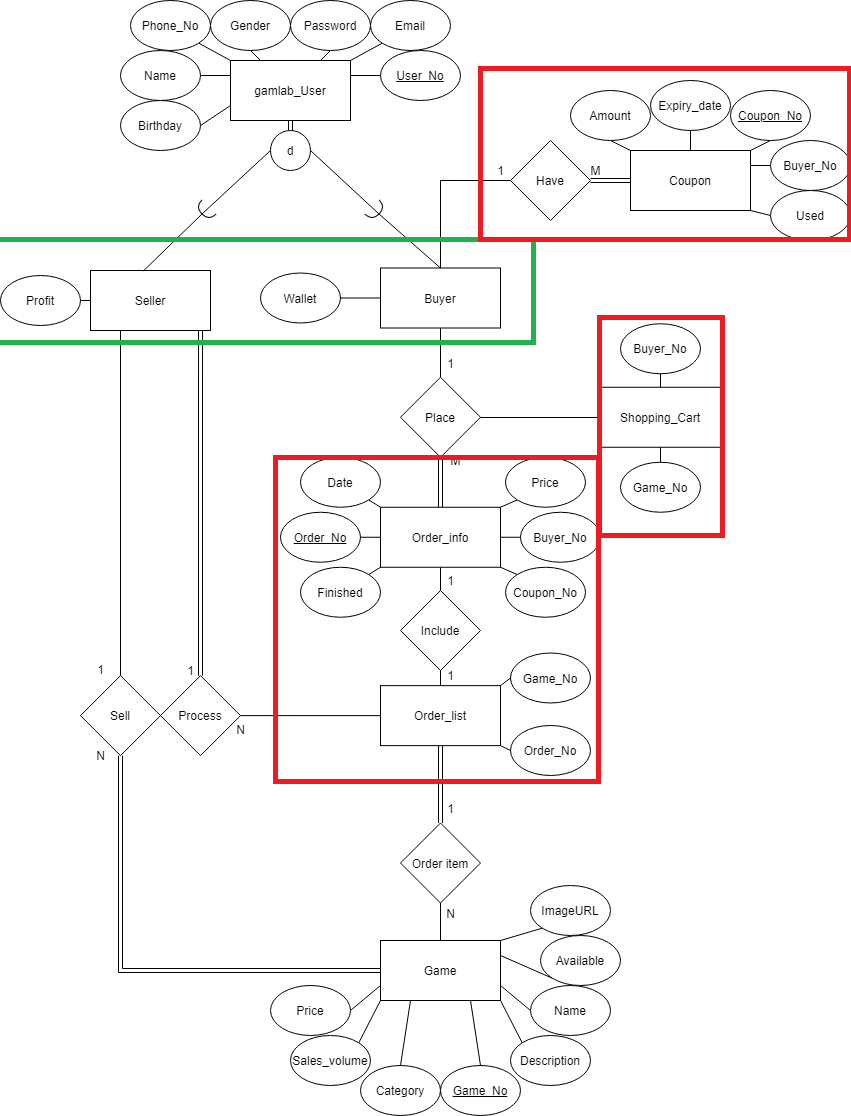 Phone_No
Gender
Password
Email
Name
gamlab_User
User_No
Birthday
d
Amount
Expiry_date
Coupon_No
1
Have
M
Coupon
Buyer_No
Used
Profit
Seller
Wallet
Buyer
1
Place
Buyer_No
Shopping_Cart
Game_No
M
Date
Price
Order_No
Order_info
Buyer_No
Finished
1
Coupon_No
Include
1
Game_No
1
1
Sell
Process
N
Order_list
Order_No
N
1
Order item
N
ImageURL
Available
Game
Price
Name
Sales_volume
Description
Category
Game_No